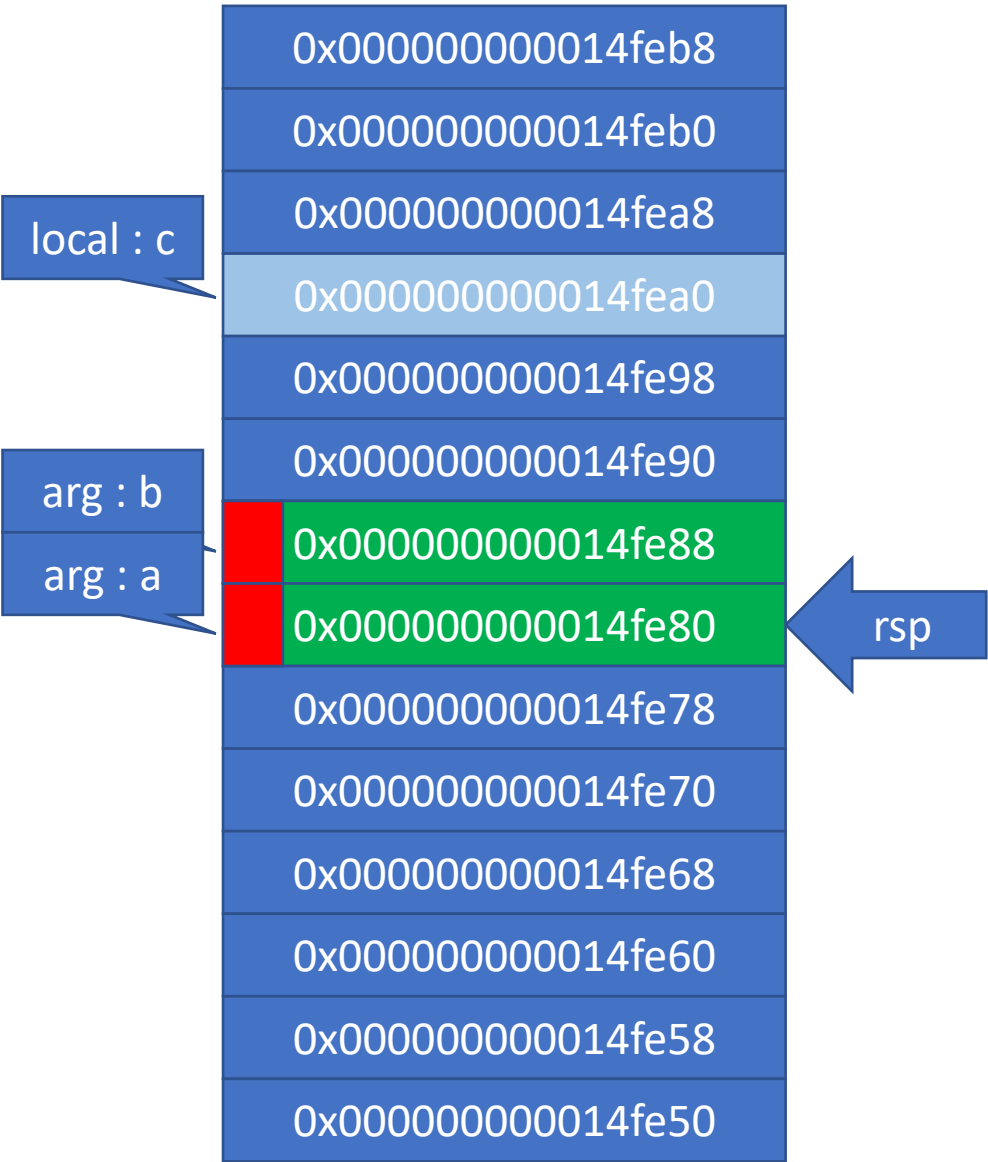 0x000000000014feb8
0x000000000014feb0
0x000000000014fea8
local : c
0x000000000014fea0
0x000000000014fe98
0x000000000014fe90
arg : b
0x000000000014fe88
arg : a
0x000000000014fe80
rsp
0x000000000014fe78
0x000000000014fe70
0x000000000014fe68
0x000000000014fe60
0x000000000014fe58
0x000000000014fe50